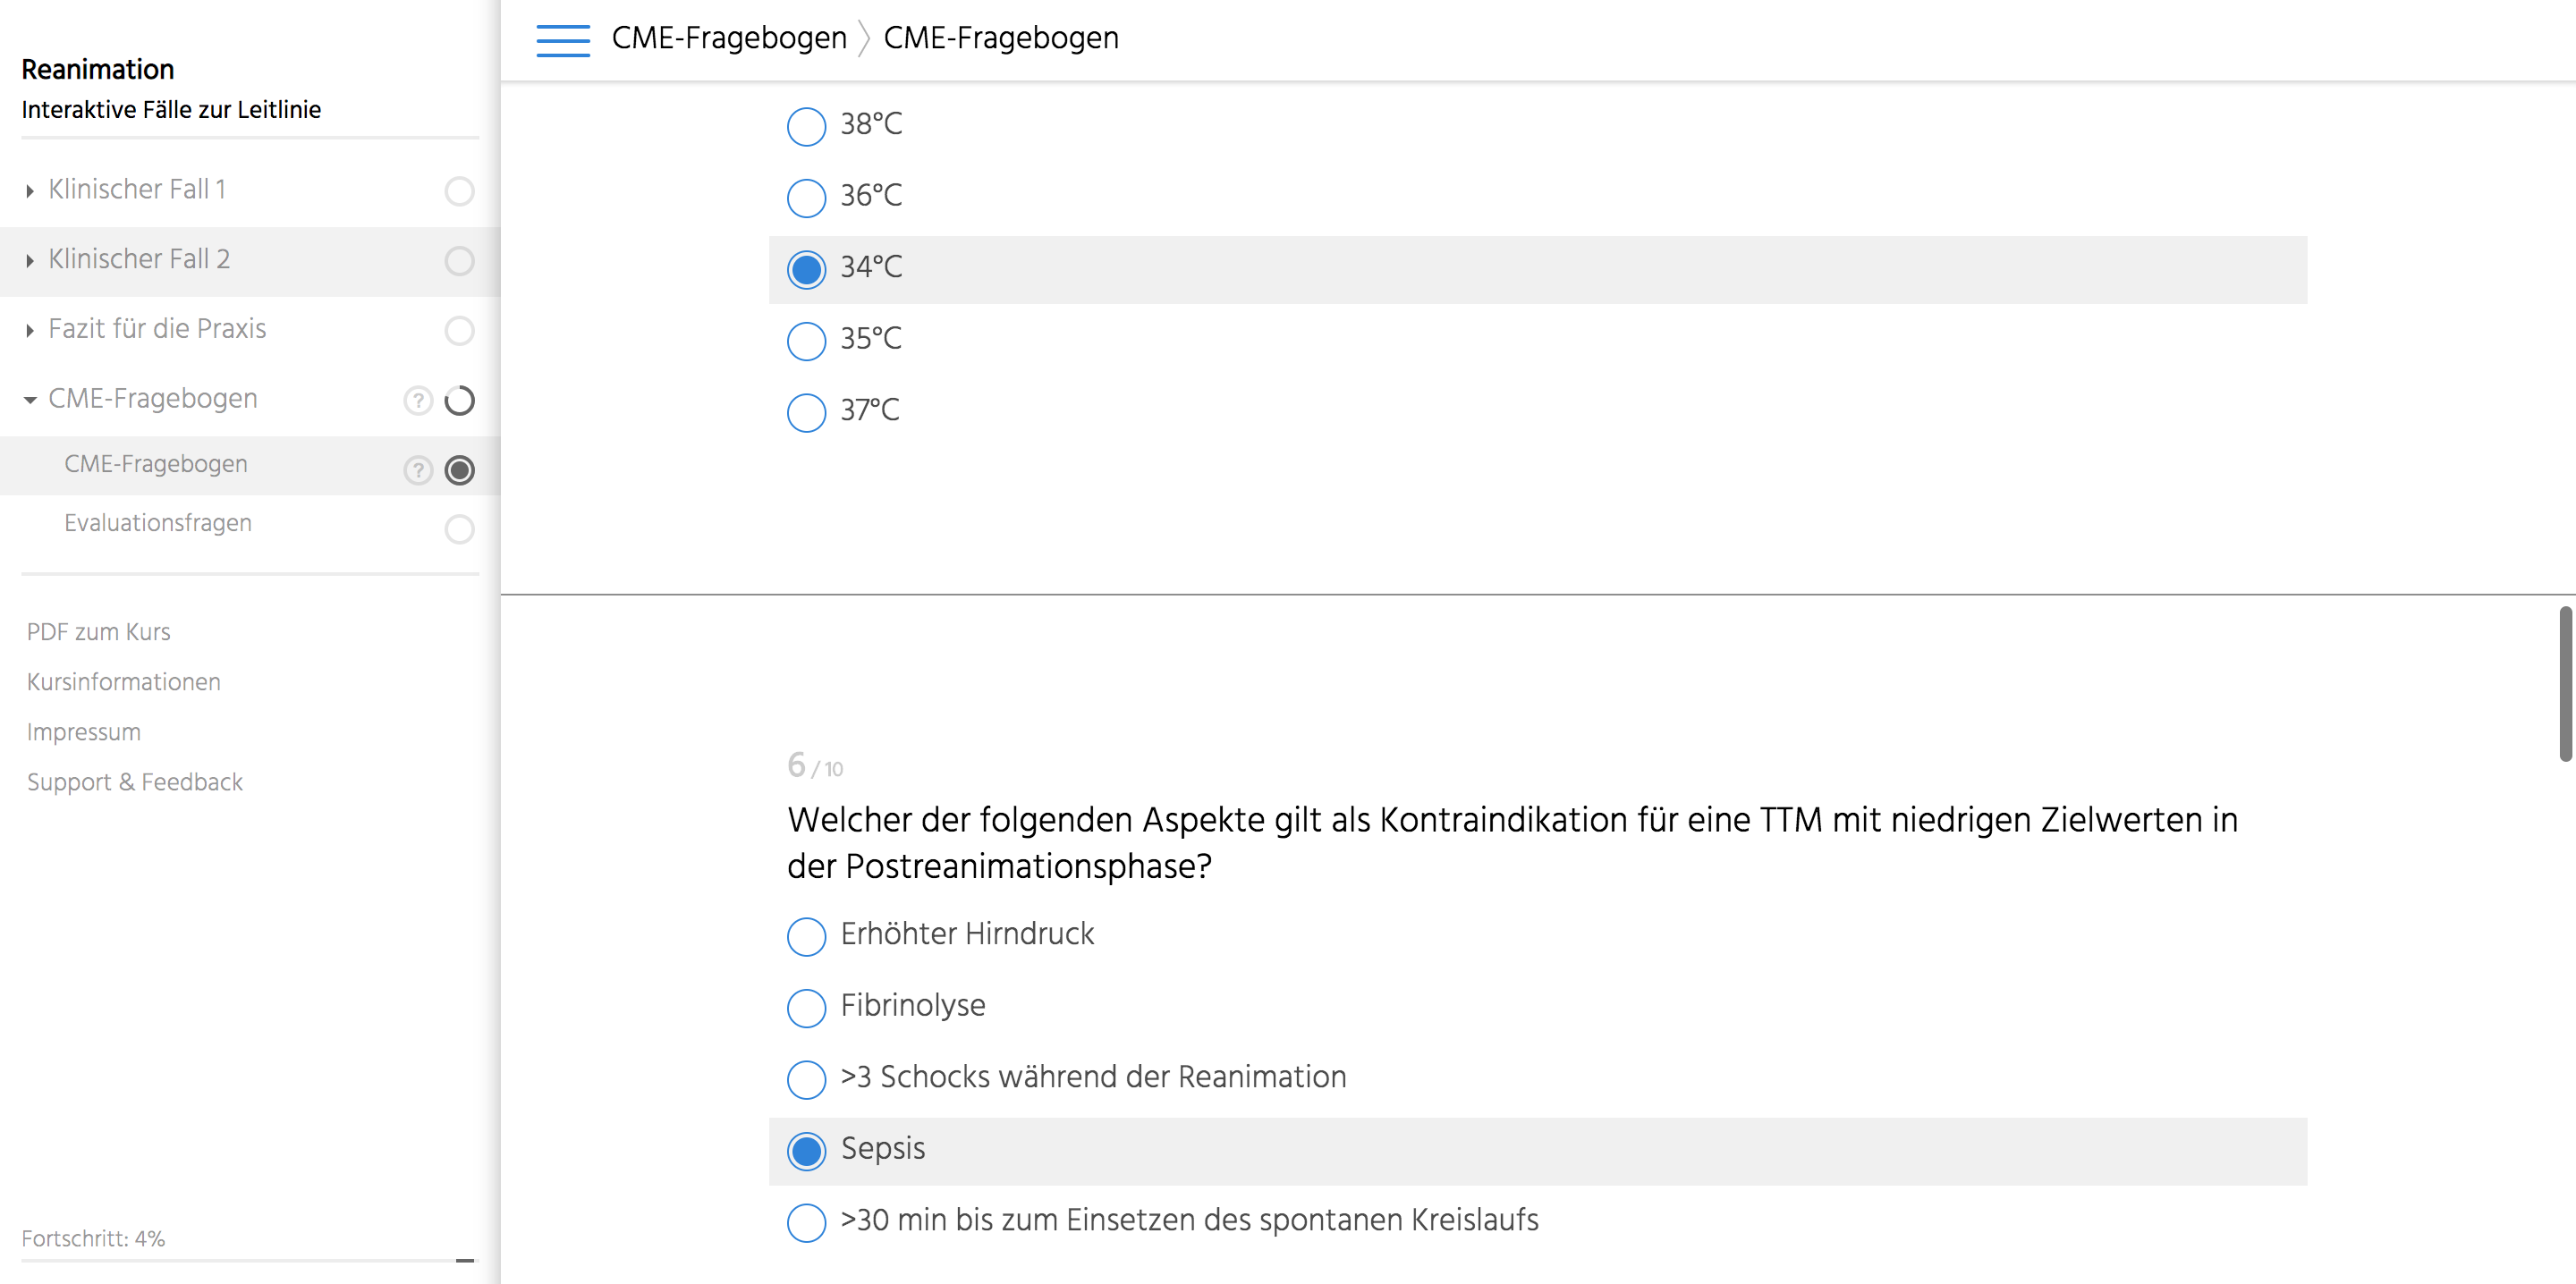 Reanimation
Interaktive Fälle zur Leitlinie
Klinischer Fall 1
Klinischer Fall 2
Fazit für die Praxis
CME-Fragebogen ?
CME-Fragebogen ?
Evaluationsfragen
PDF zum Kurs
Kursinformationen
Impressum
Support & Feedback
Fortschritt: 4%
CME-Fragebogen CME-Fragebogen
38°C
36°C
34°C
35°C
37°C
6 / 10
Welcher der folgenden Aspekte gilt als Kontraindikation für eine TTM mit niedrigen Zielwerten in
der Postreanimationsphase?
Erhöhter Hirndruck
Fibrinolyse
>3 Schocks während der Reanimation
Sepsis
>30 min bis zum Einsetzen des spontanen Kreislaufs